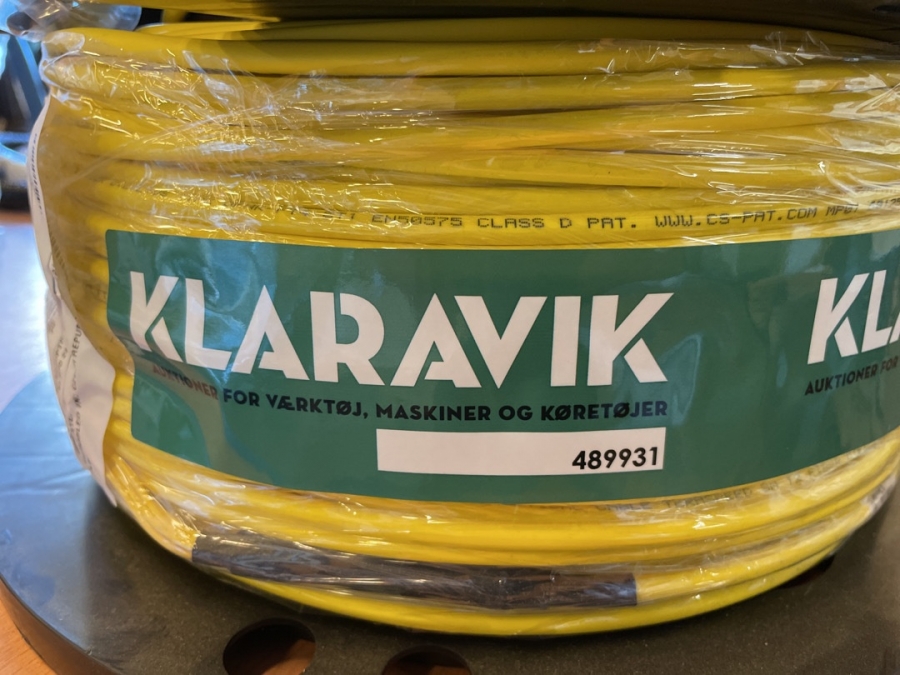 EN50575 CLASS D PAT. WWW.CS-PAT.COM
KLARAVIK
AUKTIONER FOR VÆRKTØJ, MASKINER OG KØRETØJER
489931
KLA
AUKTIONER FOR